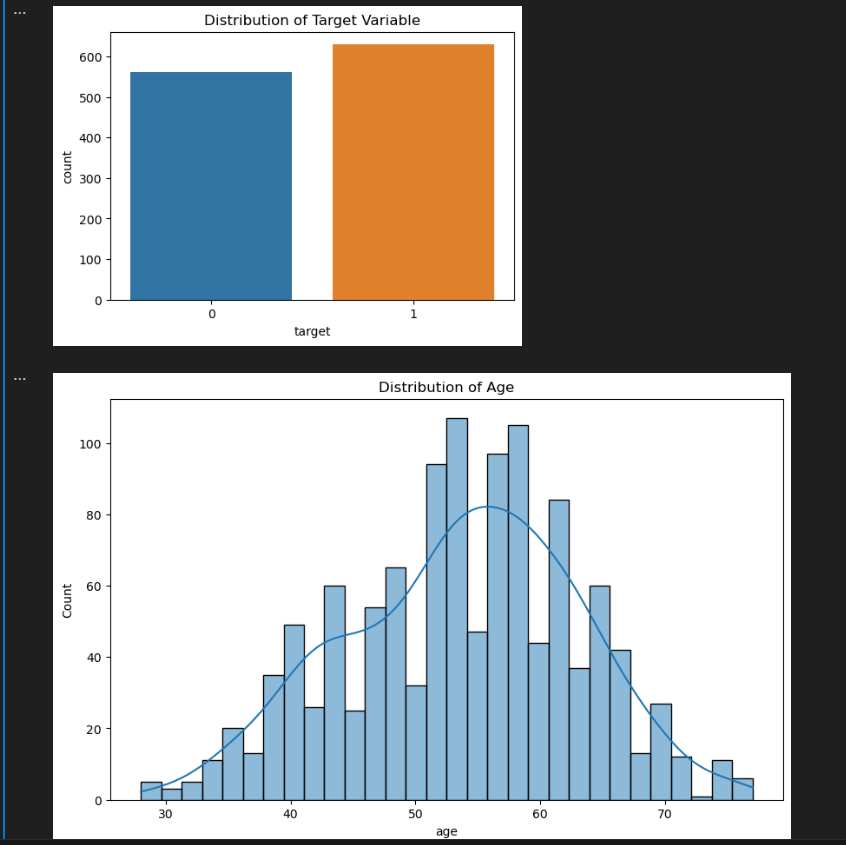 ...
Distribution of Target Variable
600
500
400
300
200
100
0
count
0 1
target
...
Distribution of Age
100
80
60
40
20
0
Count
30 40 50 60 70
age